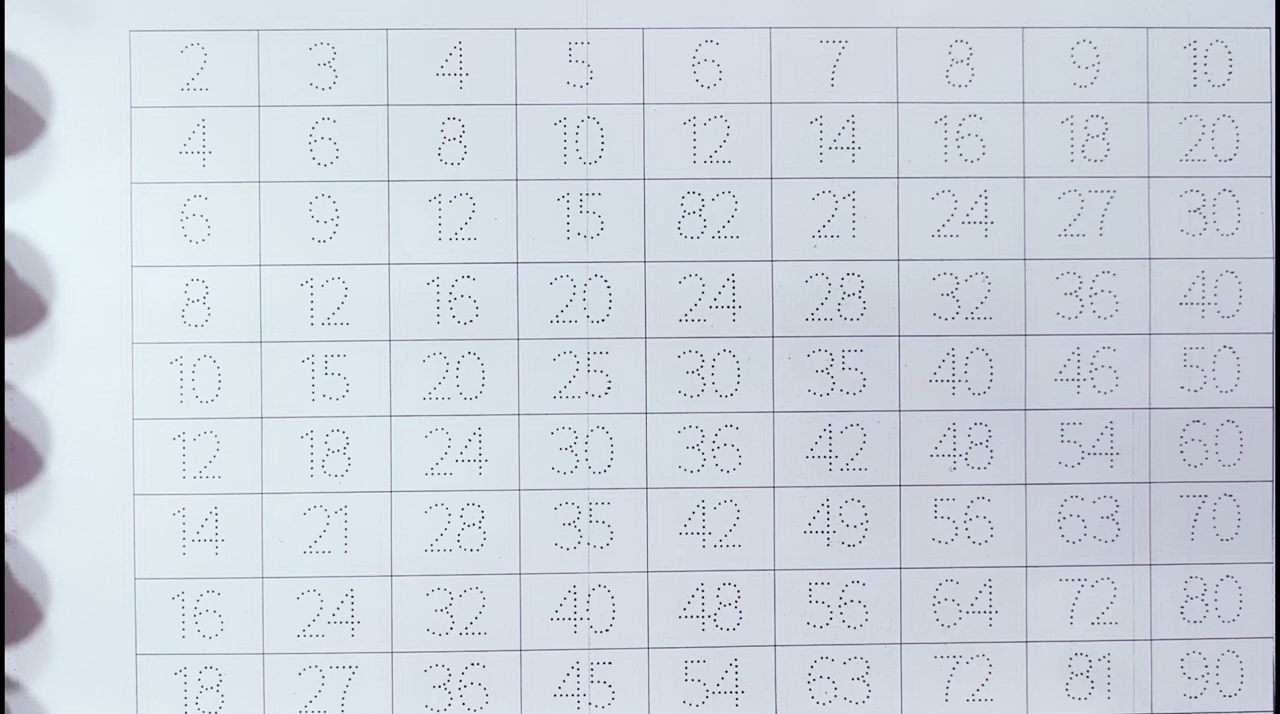 2 3 4 5 6 7 8 9 10
4 6 8 10 12 14 16 18 20
6 9 12 15 82 21 24 27 30
8 12 16 20 24 28 32 36 40
10 15 20 25 30 35 40 46 50
12 18 24 30 36 42 48 54 60
14 21 28 35 42 49 56 63 70
16 24 32 40 48 56 64 72 80
18 27 36 45 54 63 72 81 90